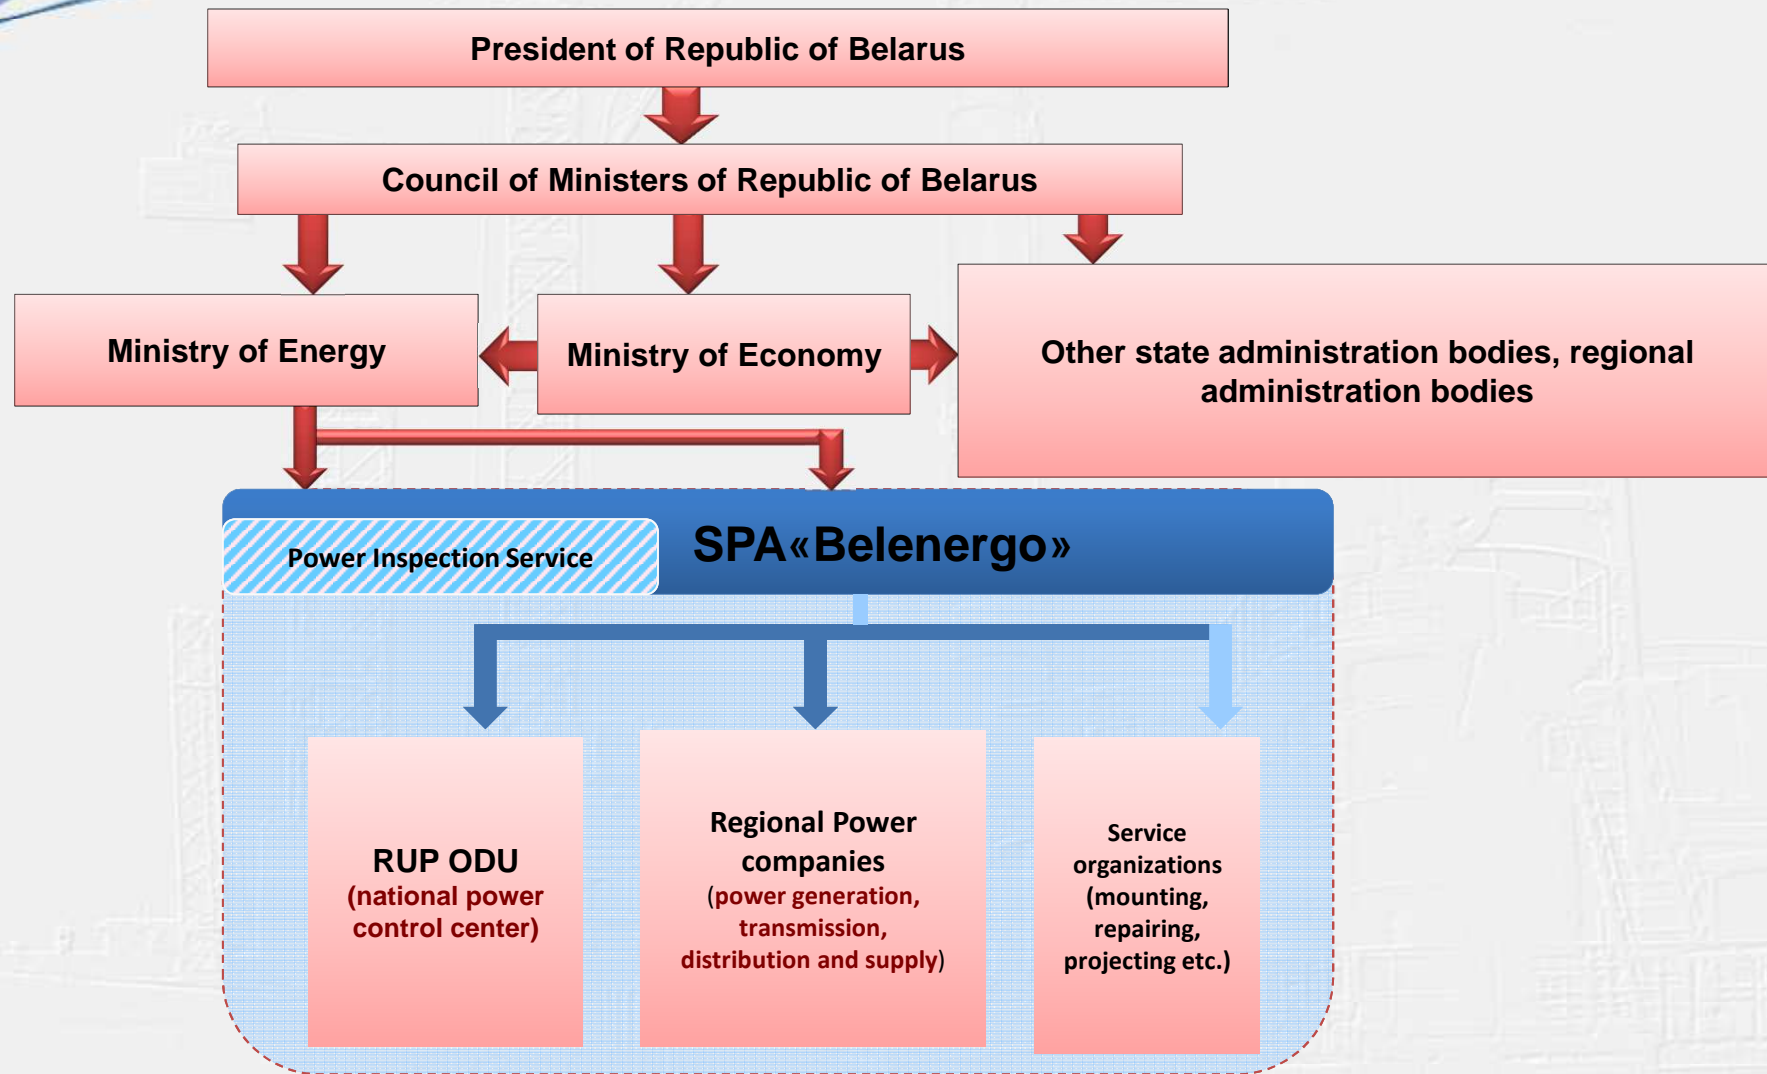 President of Republic of Belarus
Council of Ministers of Republic of Belarus
Ministry of Energy
Ministry of Economy
Other state administration bodies, regional
administration bodies
Power Inspection Service
SPA«Belenergo»
RUP ODU
(national power
control center)
Regional Power
companies
(power generation,
transmission,
distribution and supply)
Service
organizations
(mounting,
repairing,
projecting etc.)